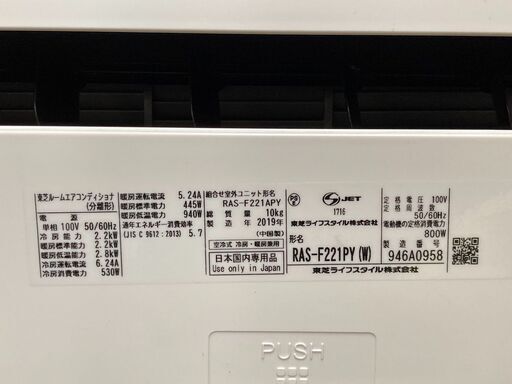 東芝ルームエアコンディショナ
(分離形)
電源
単相 100V 50/60Hz
冷房能力 2.2kW
暖房標準能力 2.2kW
暖房低温能力 2.8kW
冷房運転電流 6.24A
冷房消費電力 530W
暖房運転電流 5.24A
暖房標準電力 445W
暖房低温電力 940W
通年エネルギー消費効率
(JIS C 9612:2013) 5.7
組合せ室外ユニット形名
RAS-F221APY
総質量 10kg
製造年 2019年
(中国製)
空冷式 冷房・暖房兼用
日本国内専用品
Use only in Japan
PS
E
S JET
1716
東芝ライフスタイル株式会社
形名
RAS-F221PY(W)
東芝ライフスタイル株式会社
定格電圧 100V
定格周波数 50/60Hz
電動機の定格消費電力
800W
製造番号
946A0958
PUSH